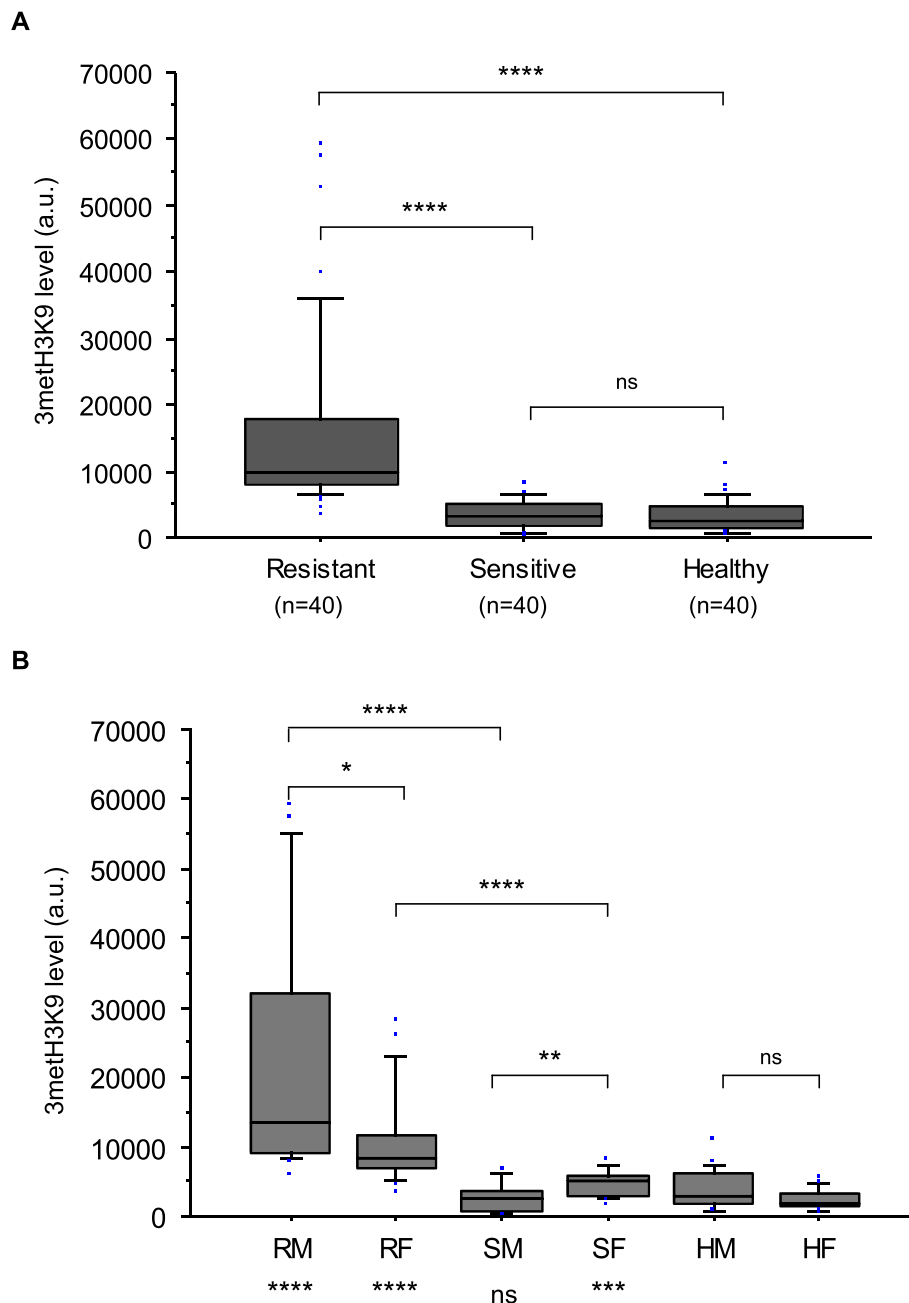 A
70000
60000
50000
40000
30000
20000
10000
0
3metH3K9 level (a.u.)
****
****
ns
Resistant Sensitive Healthy
(n=40) (n=40) (n=40)
B
70000
60000
50000
40000
30000
20000
10000
0
3metH3K9 level (a.u.)
****
*
****
**
ns
RM RF SM SF HM HF
**** **** ns ***